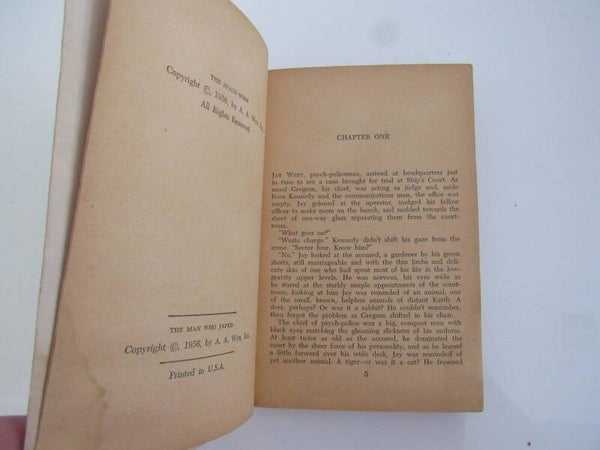 THE SPACE-BORN
Copyright ©, 1956, by A. A. Wyn, Inc.
All Rights Reserved
THE MAN WHO JAPED
Copyright ©, 1956, by A. A. Wyn, Inc.
Printed in U.S.A.
CHAPTER ONE
JAY WEST, psych-policeman, arrived at headquarters just
in time to see a case brought for trial at Ship's Court. As
usual Gregson, his chief, was acting as judge and, aside
from Kennedy and the communications man, the office was
empty. Jay grinned at the operator, nudged his fellow
officer to make room on the bench, and nodded towards the
sheet of one-way glass separating them from the court-
room.
"What goes on?"
"Waste charge." Kennedy didn't shift his gaze from the
scene. "Sector four. Know him?"
"No." Jay looked at the accused, a gardener by his green
shorts, still marriageable and with the thin limbs and deli-
cate skin of one who had spent most of his life in the low-
gravity upper levels. He was nervous, his eyes wide as
he stared at the starkly simple appointments of the court-
room; looking at him Jay was reminded of an animal, one
of the small, brown, helpless animals of distant Earth. A
deer, perhaps? Or was it a rabbit? He couldn't remember,
then forgot the problem as Gregson shifted in his chair.
The chief of psych-police was a big, compact man with
black eyes matching the gleaming slickness of his uniform.
At least twice as old as the accused, he dominated the
court by the sheer force of his personality, and as he leaned
a little forward over his wide desk, Jay was reminded of
yet another animal. A tiger—or was it a cat? He frowned
5